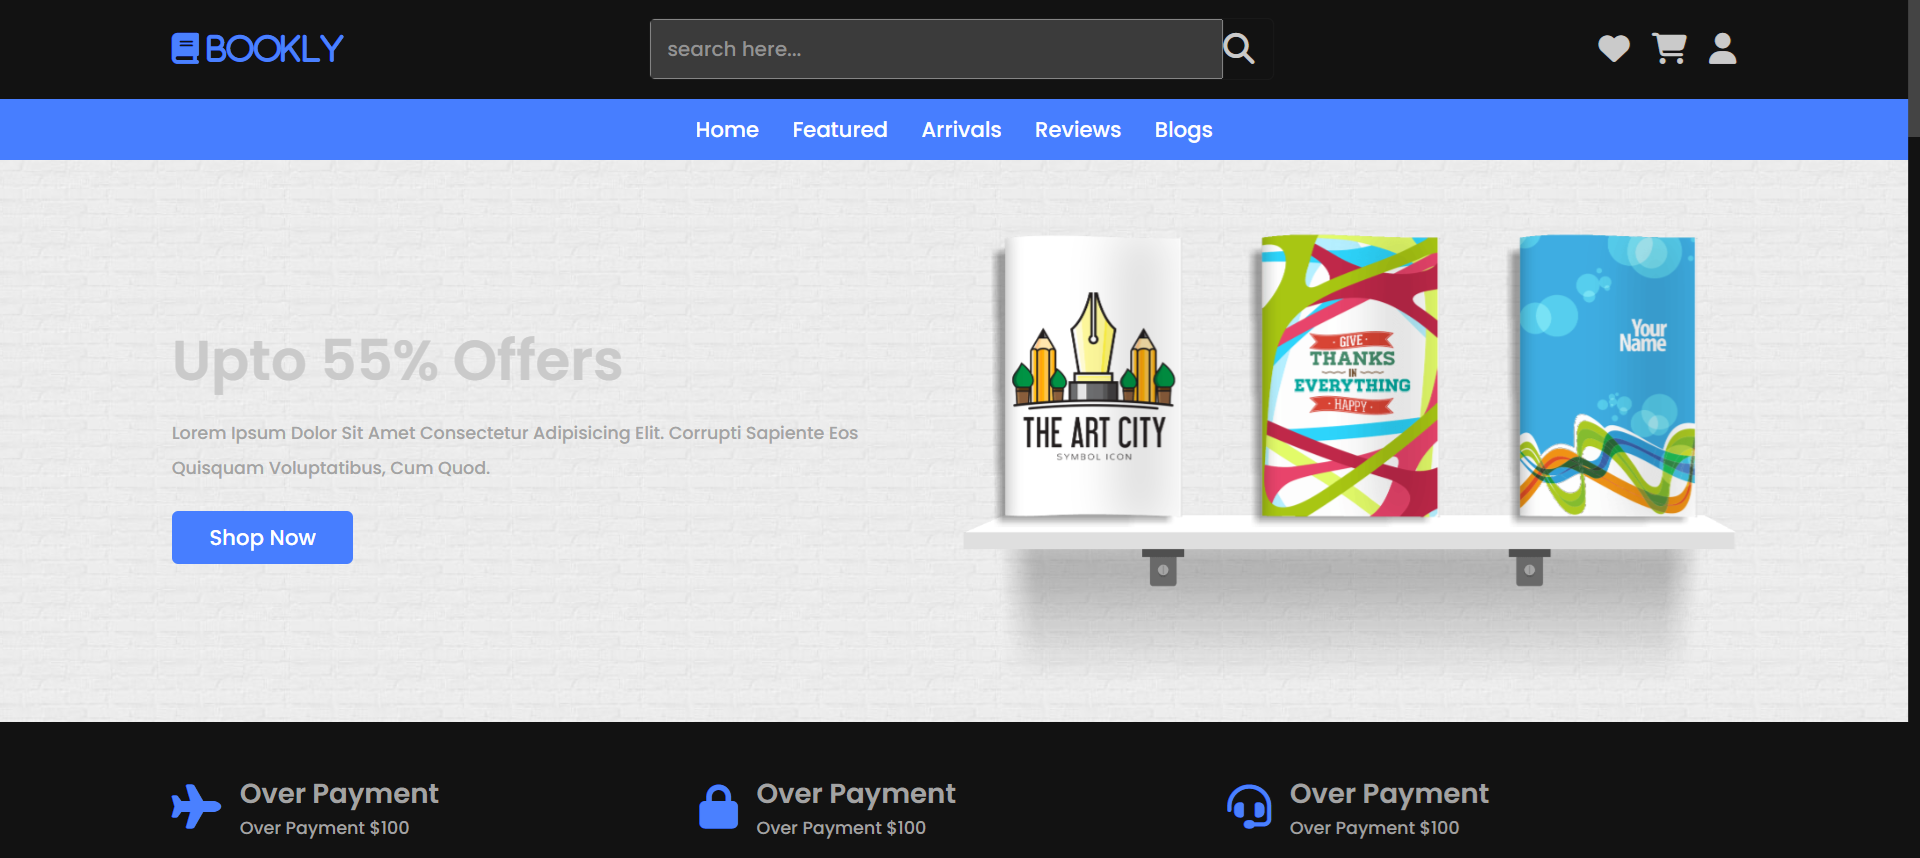 BOOKLY
search here...
Home Featured Arrivals Reviews Blogs
Upto 55% Offers
Lorem Ipsum Dolor Sit Amet Consectetur Adipisicing Elit. Corrupti Sapiente Eos
Quisquam Voluptatibus, Cum Quod.
Shop Now
THE ART CITY
SYMBOL ICON
GIVE
THANKS
IN
EVERYTHING
HAPPY
Your
Name
Over Payment
Over Payment $100
Over Payment
Over Payment $100
Over Payment
Over Payment $100